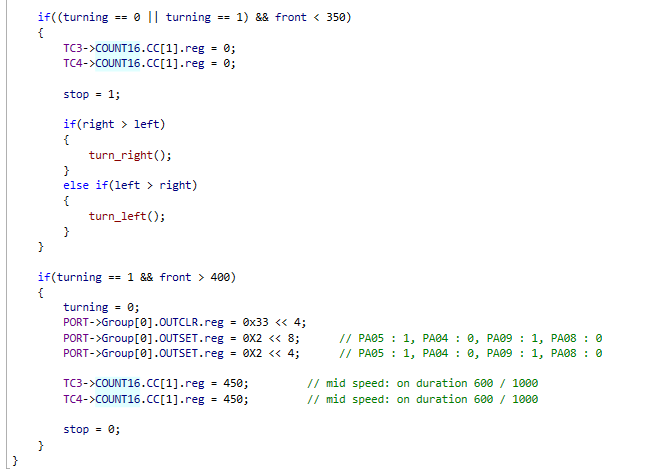 if((turning == 0 || turning == 1) && front < 350)
{
TC3->COUNT16.CC[1].reg = 0;
TC4->COUNT16.CC[1].reg = 0;
stop = 1;
if(right > left)
{
turn_right();
}
else if(left > right)
{
turn_left();
}
}
if(turning == 1 && front > 400)
{
turning = 0;
PORT->Group[0].OUTCLR.reg = 0x33 << 4;
PORT->Group[0].OUTSET.reg = 0X2 << 8; // PA05 : 1, PA04 : 0, PA09 : 1, PA08 : 0
PORT->Group[0].OUTSET.reg = 0X2 << 4; // PA05 : 1, PA04 : 0, PA09 : 1, PA08 : 0
TC3->COUNT16.CC[1].reg = 450; // mid speed: on duration 600 / 1000
TC4->COUNT16.CC[1].reg = 450; // mid speed: on duration 600 / 1000
stop = 0;
}
}